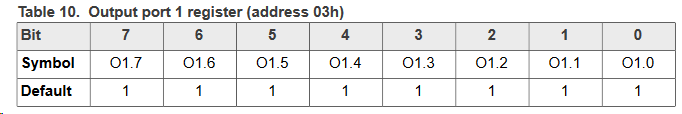 Table 10. Output port 1 register (address 03h)
Bit 7 6 5 4 3 2 1 0
Symbol O1.7 O1.6 O1.5 O1.4 O1.3 O1.2 O1.1 O1.0
Default 1 1 1 1 1 1 1 1